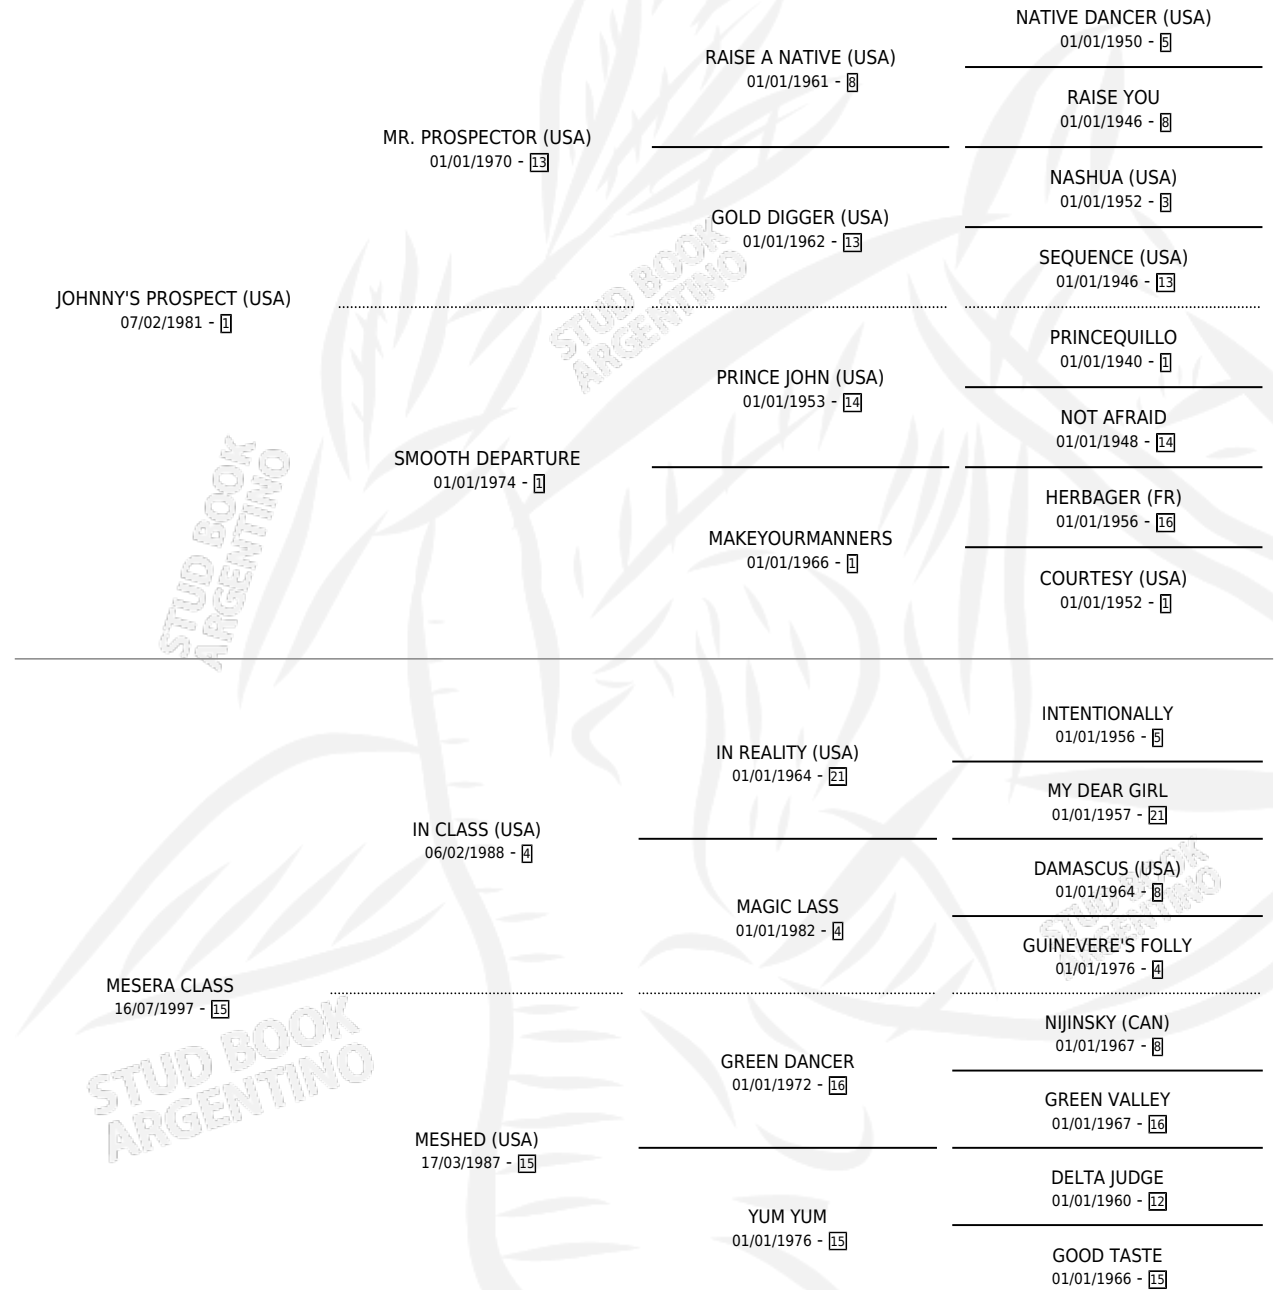 NATIVE DANCER (USA)
01/01/1950 - 5
RAISE A NATIVE (USA)
01/01/1961 - 8
RAISE YOU
01/01/1946 - 8
MR. PROSPECTOR (USA)
01/01/1970 - 13
NASHUA (USA)
01/01/1952 - 3
GOLD DIGGER (USA)
01/01/1962 - 13
SEQUENCE (USA)
01/01/1946 - 13
JOHNNY'S PROSPECT (USA)
07/02/1981 - 1
PRINCEQUILLO
01/01/1940 - 1
PRINCE JOHN (USA)
01/01/1953 - 14
NOT AFRAID
01/01/1948 - 14
SMOOTH DEPARTURE
01/01/1974 - 1
HERBAGER (FR)
01/01/1956 - 16
MAKEYOURMANNERS
01/01/1966 - 1
COURTESY (USA)
01/01/1952 - 1
INTENTIONALLY
01/01/1956 - 5
IN REALITY (USA)
01/01/1964 - 21
MY DEAR GIRL
01/01/1957 - 21
IN CLASS (USA)
06/02/1988 - 4
DAMASCUS (USA)
01/01/1964 - 8
MAGIC LASS
01/01/1982 - 4
GUINEVERE'S FOLLY
01/01/1976 - 4
MESERA CLASS
16/07/1997 - 15
NIJINSKY (CAN)
01/01/1967 - 8
GREEN DANCER
01/01/1972 - 16
GREEN VALLEY
01/01/1967 - 16
MESHED (USA)
17/03/1987 - 15
DELTA JUDGE
01/01/1960 - 12
YUM YUM
01/01/1976 - 15
GOOD TASTE
01/01/1966 - 15
STUD BOOK
ARGENTINO
STUD BOOK
ARGENTINO
STUD BOOK
ARGENTINO
STUD BOOK
ARGENTINO